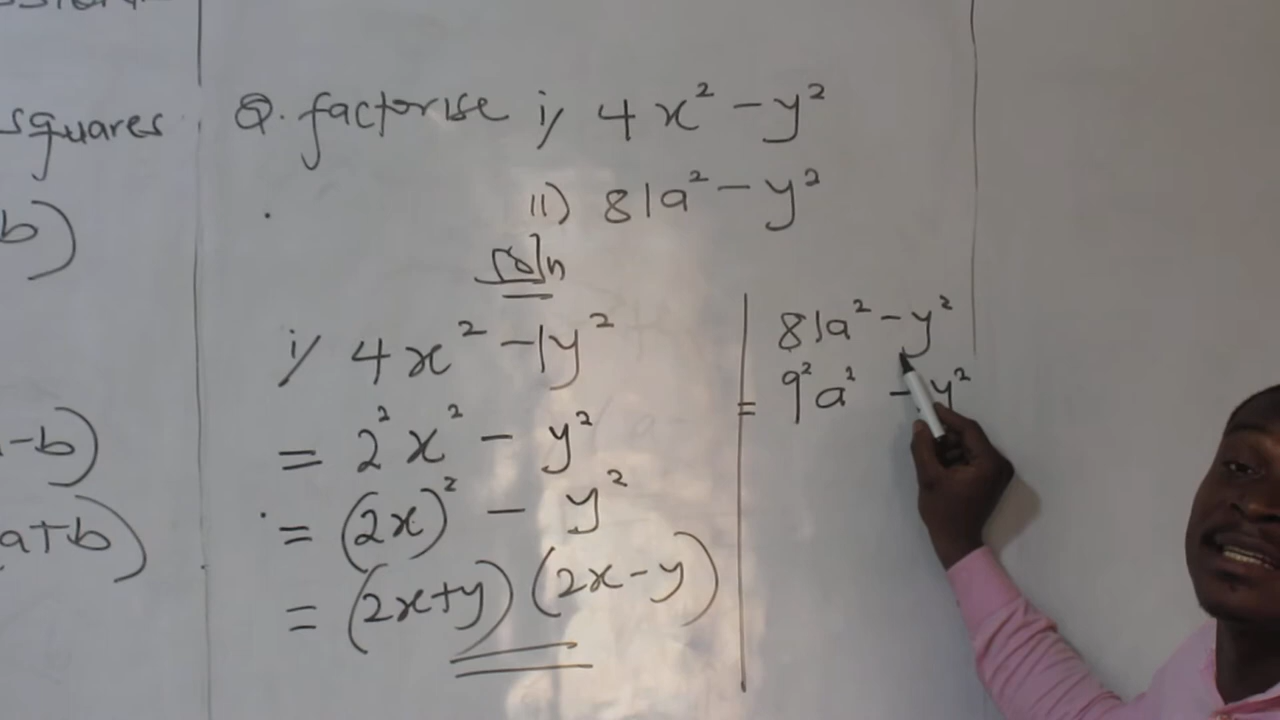 squares
b)
-b)
a+b)
Q. factorise i/ 4x² - y²
ii) 81a² - y²
soln
i/ 4x² - 1y²
= 2²x² - y²
= (2x)² - y²
= (2x+y)(2x-y)
81a² - y²
= 9²a² - y²